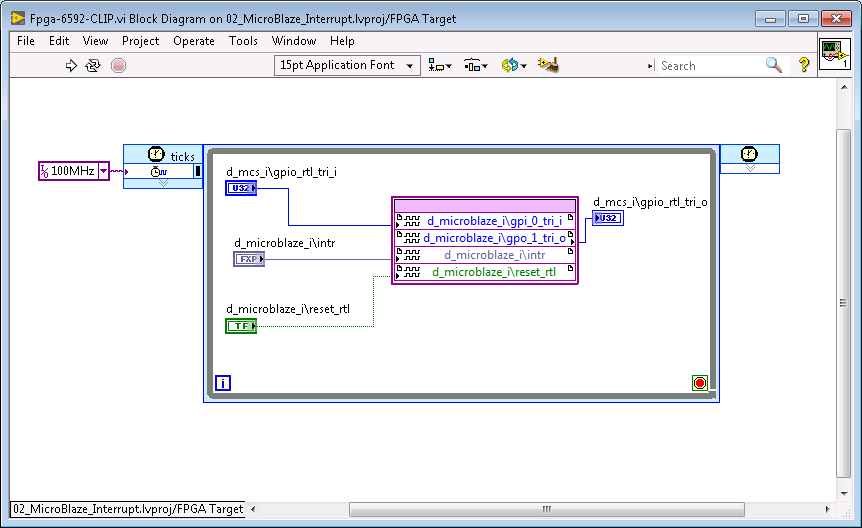 Fpga-6592-CLIP.vi Block Diagram on 02_MicroBlaze_Interrupt.lvproj/FPGA Target
File Edit View Project Operate Tools Window Help
15pt Application Font
Search
?
1
ticks
100MHz
d_mcs_i\gpio_rtl_tri_i
U32
d_mcs_i\gpio_rtl_tri_o
U32
d_microblaze_i\gpi_0_tri_i
d_microblaze_i\gpo_1_tri_o
d_microblaze_i\intr
FXP
d_microblaze_i\intr
d_microblaze_i\reset_rtl
d_microblaze_i\reset_rtl
TF
i
02_MicroBlaze_Interrupt.lvproj/FPGA Target